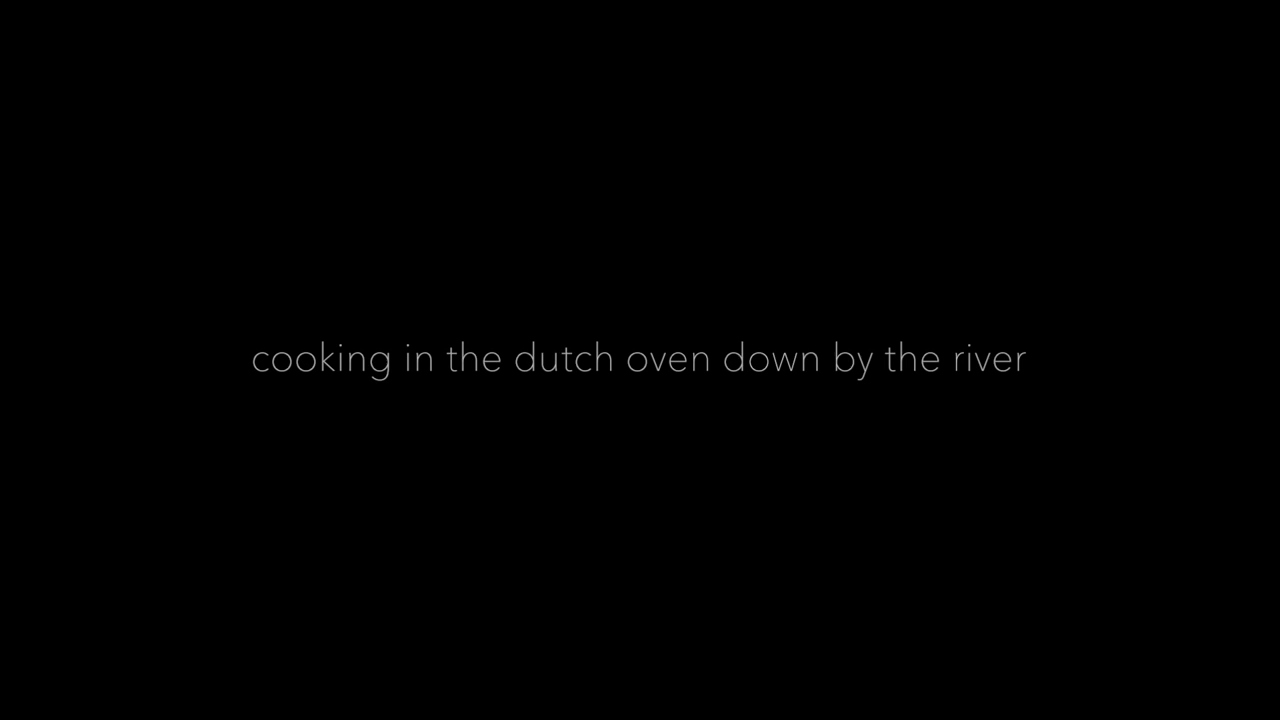 cooking in the dutch oven down by the river